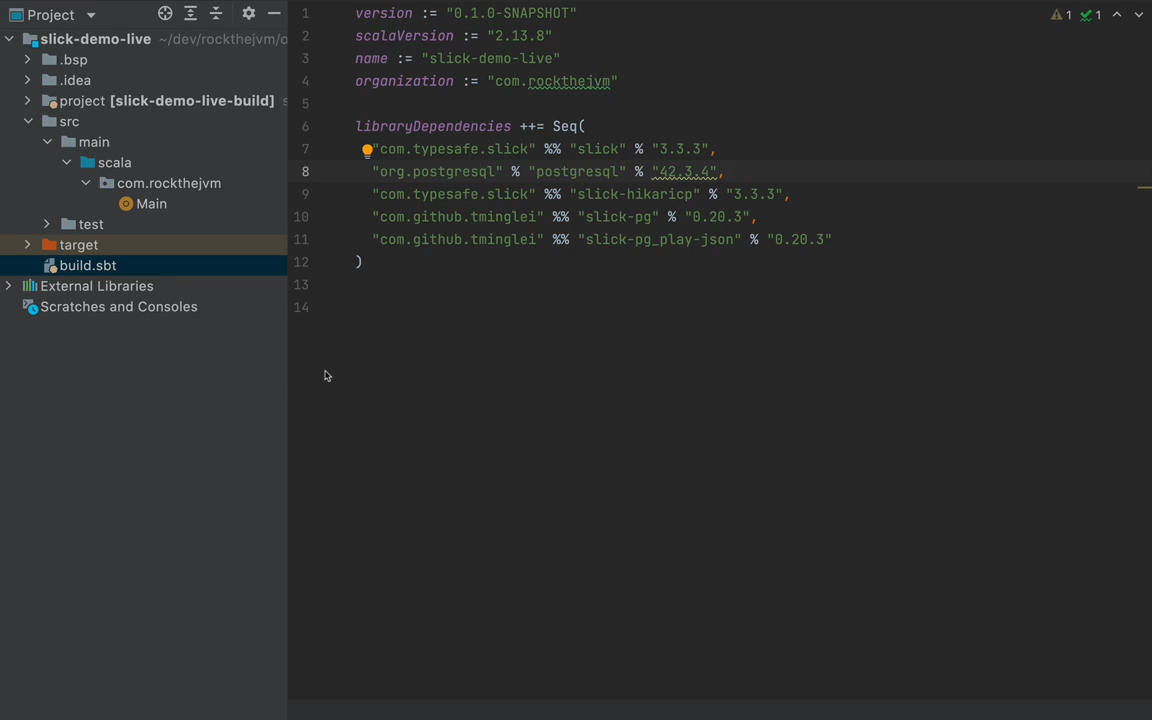 Project
slick-demo-live ~/dev/rockthejvm/o
.bsp
.idea
project [slick-demo-live-build] s
src
main
scala
com.rockthejvm
Main
test
target
build.sbt
External Libraries
Scratches and Consoles
1 version := "0.1.0-SNAPSHOT"
2 scalaVersion := "2.13.8"
3 name := "slick-demo-live"
4 organization := "com.rockthejvm"
5
6 libraryDependencies ++= Seq(
7 "com.typesafe.slick" %% "slick" % "3.3.3",
8 "org.postgresql" % "postgresql" % "42.3.4",
9 "com.typesafe.slick" %% "slick-hikaricp" % "3.3.3",
10 "com.github.tminglei" %% "slick-pg" % "0.20.3",
11 "com.github.tminglei" %% "slick-pg_play-json" % "0.20.3"
12 )
13
14
1 1